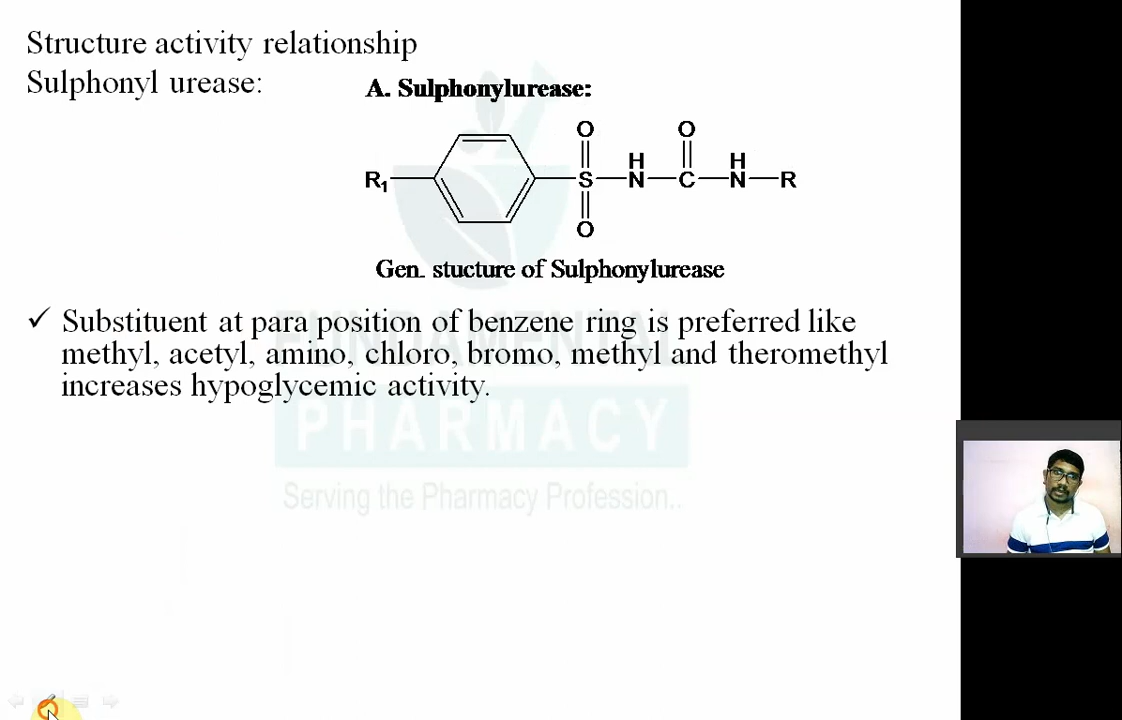 Structure activity relationship
Sulphonyl urease:
A. Sulphonylurease:
O O
H H
R1 S N C N R
O
Gen. stucture of Sulphonylurease
✓ Substituent at para position of benzene ring is preferred like
methyl, acetyl, amino, chloro, bromo, methyl and theromethyl
increases hypoglycemic activity.
FUNDAMENTAL
PHARMACY
Serving the Pharmacy Profession..